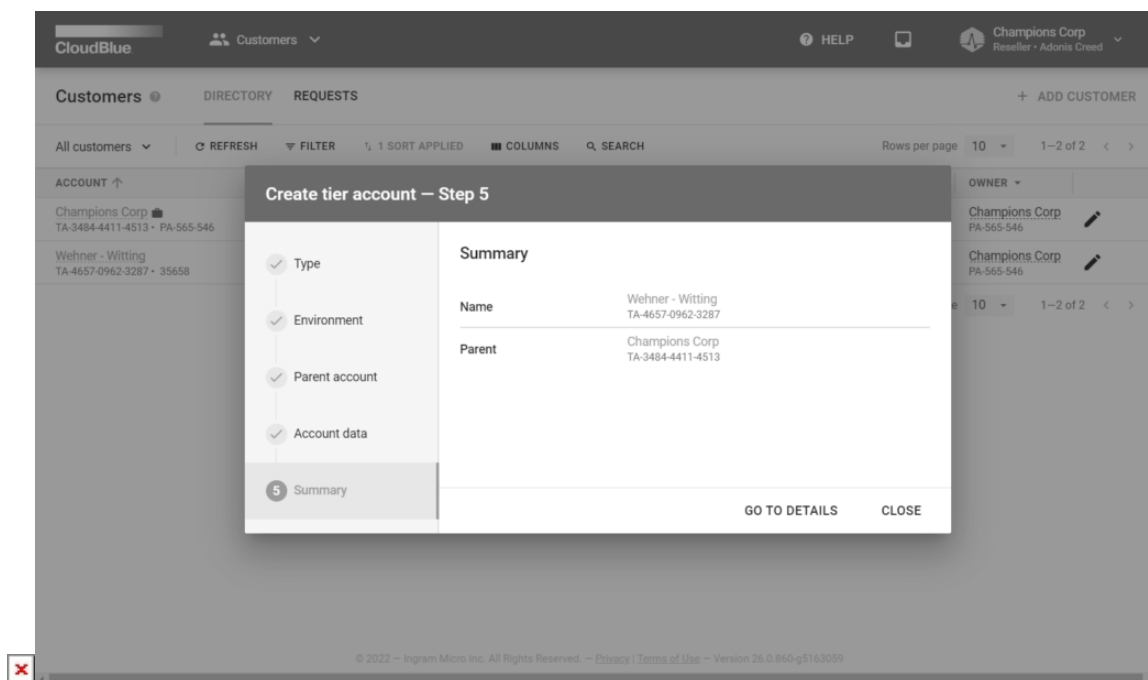 CloudBlue
Customers
HELP
Champions Corp
Reseller • Adonis Creed
Customers
DIRECTORY
REQUESTS
+ ADD CUSTOMER
All customers
REFRESH
FILTER
1 SORT APPLIED
COLUMNS
SEARCH
Rows per page 10
1–2 of 2
ACCOUNT
OWNER
Champions Corp
TA-3484-4411-4513 • PA-565-546
Champions Corp
PA-565-546
Wehner - Witting
TA-4657-0962-3287 • 35658
Champions Corp
PA-565-546
e 10
1–2 of 2
Create tier account — Step 5
Type
Environment
Parent account
Account data
5 Summary
Summary
Name
Wehner - Witting
TA-4657-0962-3287
Parent
Champions Corp
TA-3484-4411-4513
GO TO DETAILS
CLOSE
© 2022 — Ingram Micro Inc. All Rights Reserved. — Privacy | Terms of Use — Version 26.0.860-g5163059